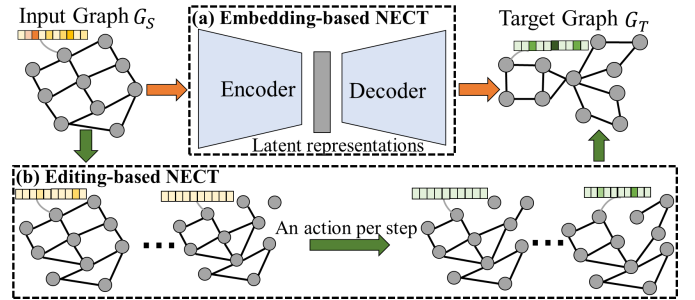 Input Graph G_S
(a) Embedding-based NECT
Target Graph G_T
Encoder
Decoder
Latent representations
(b) Editing-based NECT
An action per step